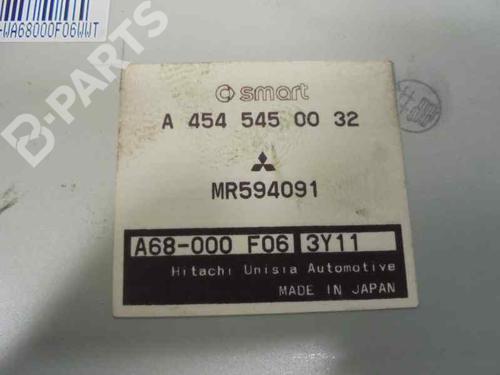 -WA68000F06WWT
B-PARTS
smart
A 454 545 00 32
MR594091
A68-000 F06 3Y11
Hitachi Unisia Automotive
MADE IN JAPAN